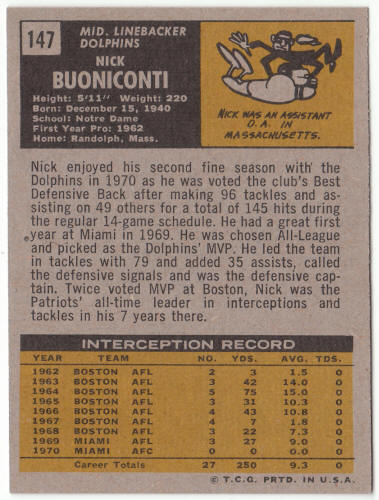 147
MID. LINEBACKER
DOLPHINS
NICK
BUONICONTI
Height: 5'11" Weight: 220
Born: December 15, 1940
School: Notre Dame
First Year Pro: 1962
Home: Randolph, Mass.
NICK WAS AN ASSISTANT
D.A. IN
MASSACHUSETTS.
Nick enjoyed his second fine season with the
Dolphins in 1970 as he was voted the club's Best
Defensive Back after making 96 tackles and as-
sisting on 49 others for a total of 145 hits during
the regular 14-game schedule. He had a great first
year at Miami in 1969. He was chosen All-League
and picked as the Dolphins' MVP. He led the team
in tackles with 79 and added 35 assists, called
the defensive signals and was the defensive cap-
tain. Twice voted MVP at Boston, Nick was the
Patriots' all-time leader in interceptions and
tackles in his 7 years there.
INTERCEPTION RECORD
YEAR TEAM NO. YDS. AVG. TDS.
1962 BOSTON AFL 2 3 1.5 0
1963 BOSTON AFL 3 42 14.0 0
1964 BOSTON AFL 5 75 15.0 0
1965 BOSTON AFL 3 31 10.3 0
1966 BOSTON AFL 4 43 10.8 0
1967 BOSTON AFL 4 7 1.8 0
1968 BOSTON AFL 3 22 7.3 0
1969 MIAMI AFL 3 27 9.0 0
1970 MIAMI AFC 0 0 0 0
Career Totals 27 250 9.3 0
© T.C.G. PRTD. IN U.S.A.